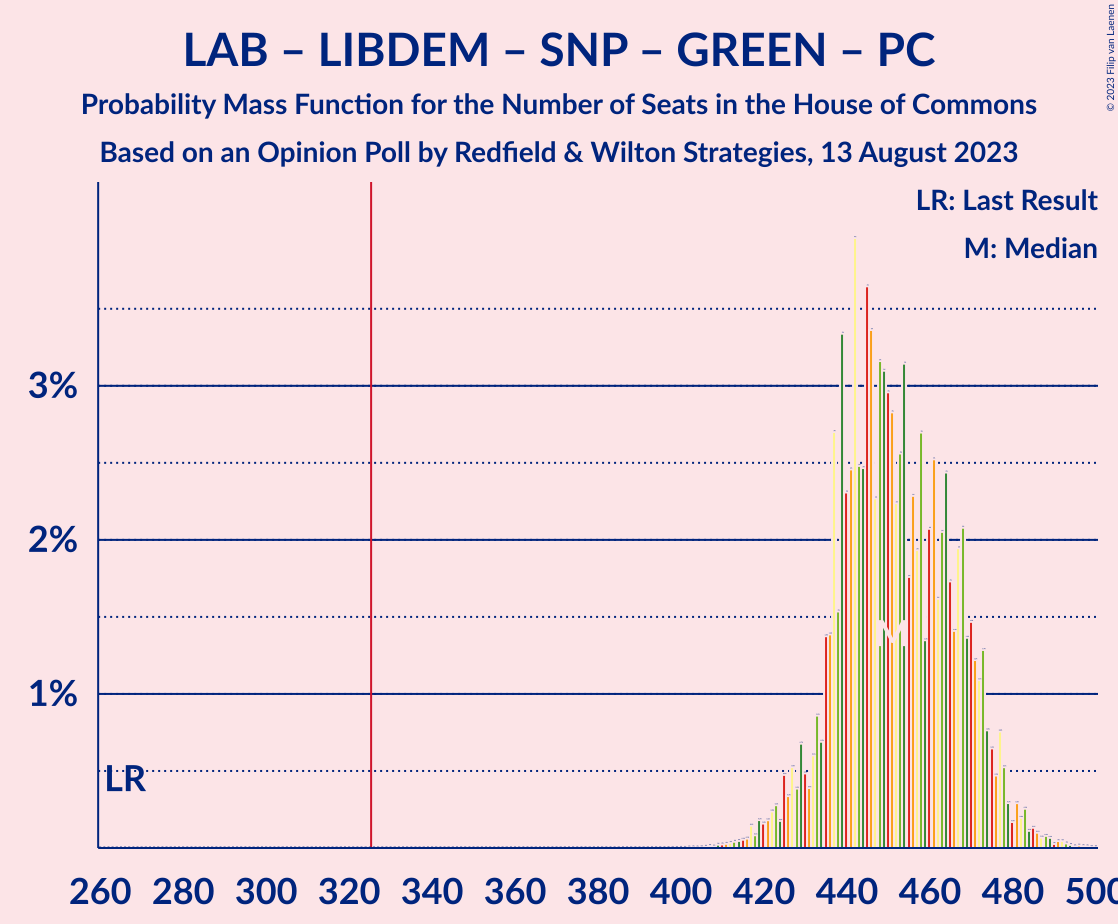 LAB – LIBDEM – SNP – GREEN – PC
Probability Mass Function for the Number of Seats in the House of Commons
Based on an Opinion Poll by Redfield & Wilton Strategies, 13 August 2023
© 2023 Filip van Laenen
LR: Last Result
M: Median
3%
2%
1%
LR
M
260 280 300 320 340 360 380 400 420 440 460 480 500